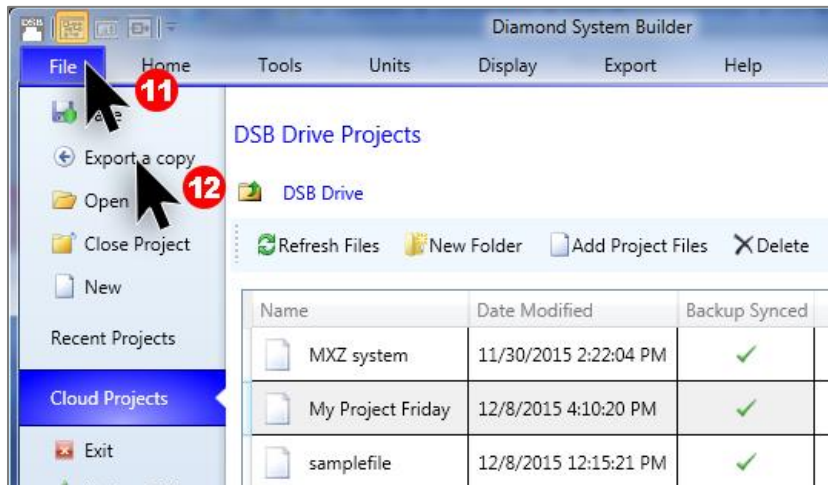 DSB
Diamond System Builder
File Home Tools Units Display Export Help
11
Export a copy
12
Open
Close Project
New
Recent Projects
Cloud Projects
Exit
DSB Drive Projects
DSB Drive
Refresh Files New Folder Add Project Files Delete
Name Date Modified Backup Synced
MXZ system 11/30/2015 2:22:04 PM
My Project Friday 12/8/2015 4:10:20 PM
samplefile 12/8/2015 12:15:21 PM